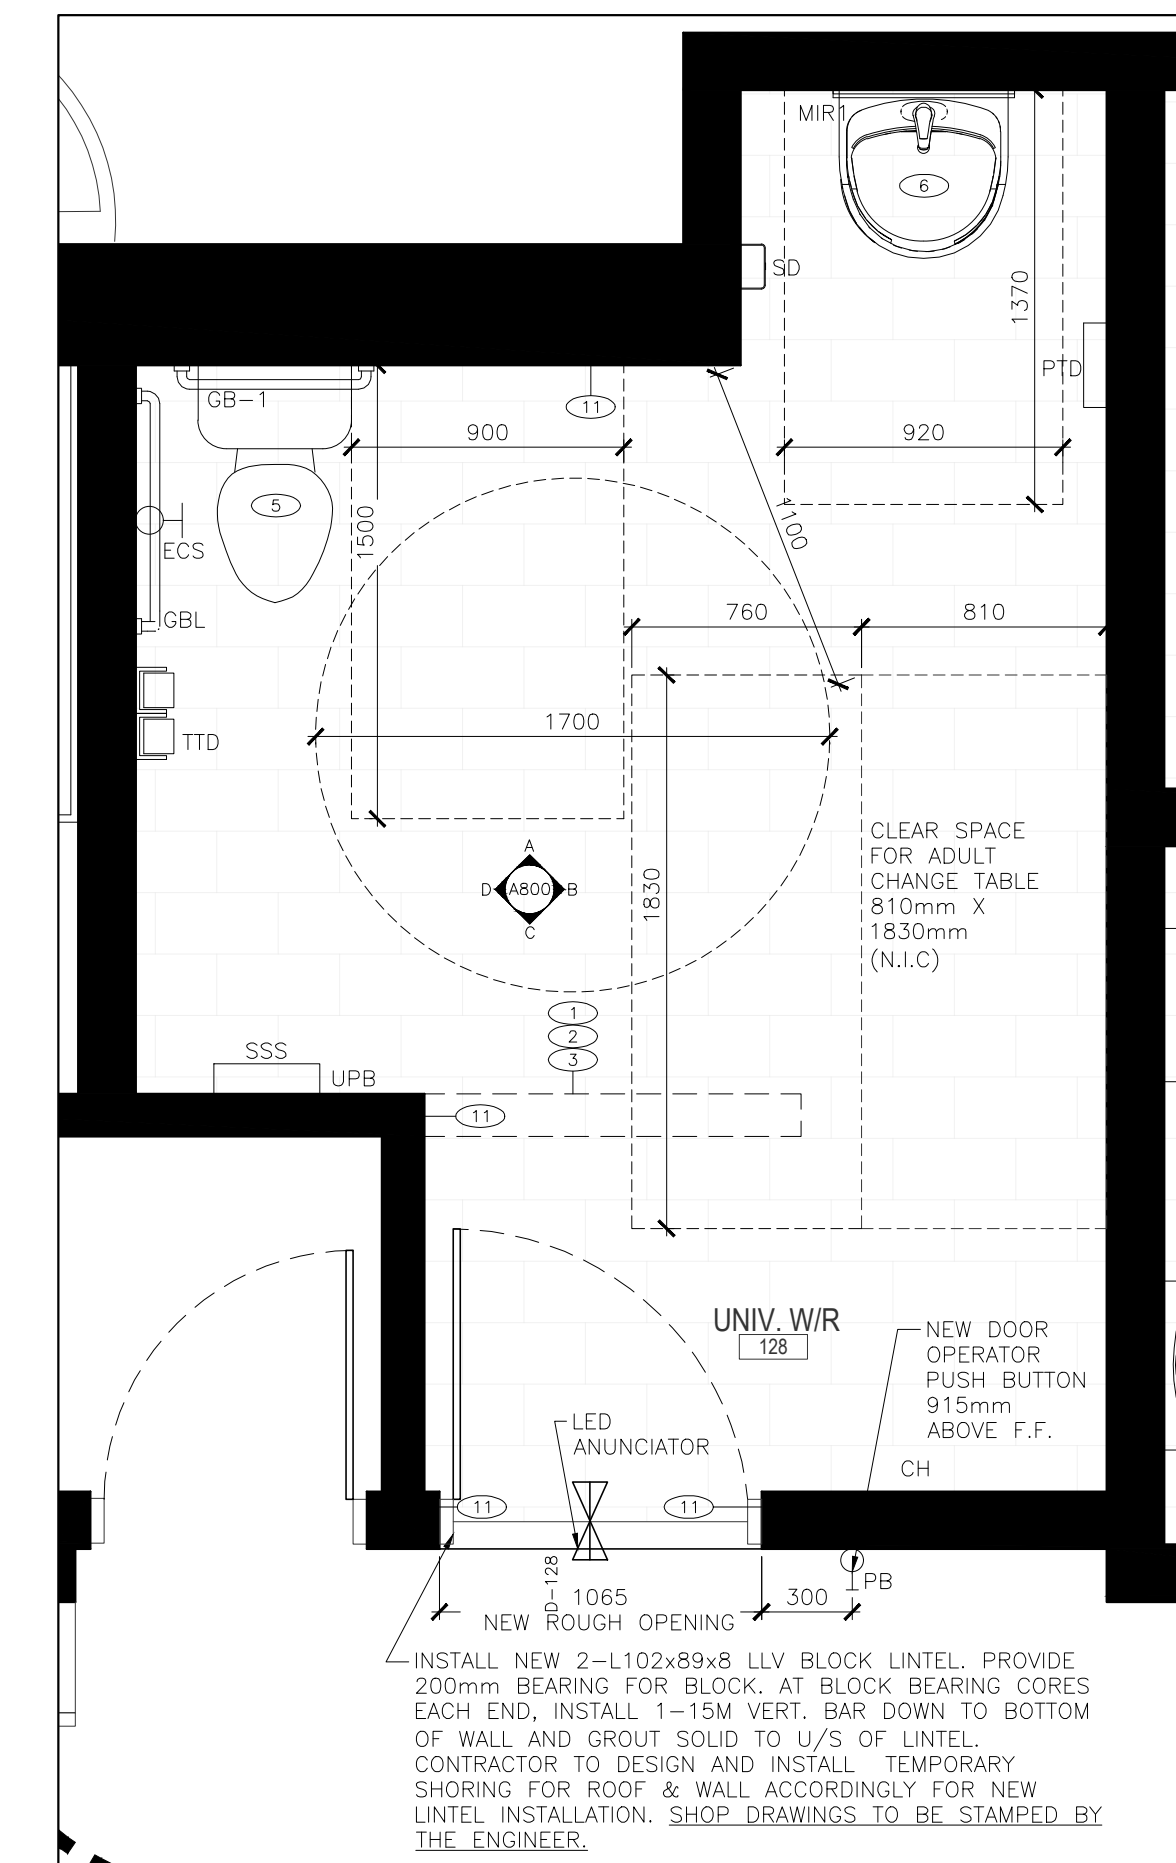 MIR1
6
SD
1370
PTD
GB-1
11
900
920
5
1500
1100
ECS
GBL
760
810
1700
TTD
CLEAR SPACE
FOR ADULT
CHANGE TABLE
810mm X
1830mm
(N.I.C)
A
D
A800
B
C
1830
1
2
3
SSS
UPB
11
UNIV. W/R
128
NEW DOOR
OPERATOR
PUSH BUTTON
915mm
ABOVE F.F.
LED
ANUNCIATOR
CH
11
11
D-128
1065
300
PB
NEW ROUGH OPENING
INSTALL NEW 2-L102x89x8 LLV BLOCK LINTEL. PROVIDE
200mm BEARING FOR BLOCK. AT BLOCK BEARING CORES
EACH END, INSTALL 1-15M VERT. BAR DOWN TO BOTTOM
OF WALL AND GROUT SOLID TO U/S OF LINTEL.
CONTRACTOR TO DESIGN AND INSTALL TEMPORARY
SHORING FOR ROOF & WALL ACCORDINGLY FOR NEW
LINTEL INSTALLATION. SHOP DRAWINGS TO BE STAMPED BY
THE ENGINEER.